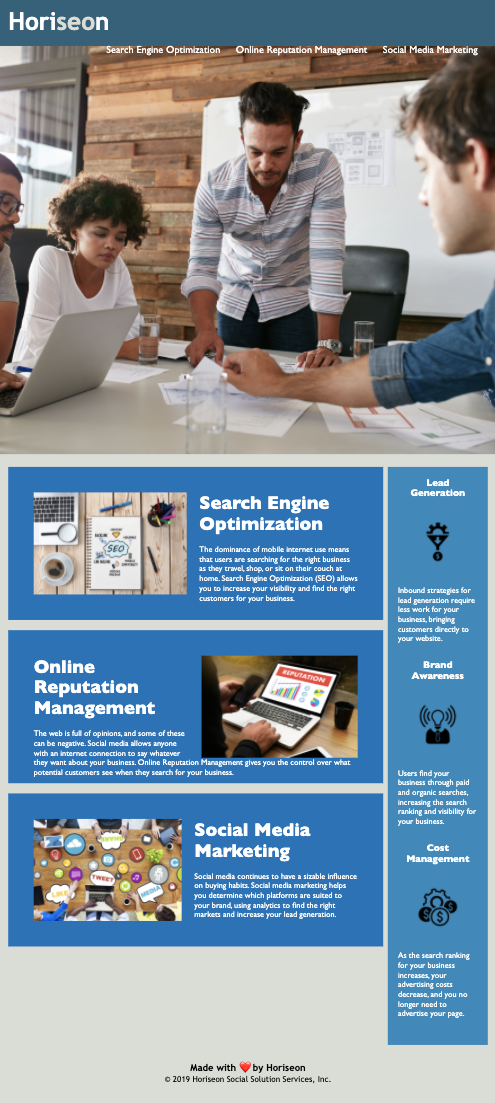 Horiseon
Search Engine Optimization Online Reputation Management Social Media Marketing
Search Engine
Optimization
The dominance of mobile internet use means
that users are searching for the right business
as they travel, shop, or sit on their couch at
home. Search Engine Optimization (SEO) allows
you to increase your visibility and find the right
customers for your business.
SEO
Online
Reputation
Management
The web is full of opinions, and some of these
can be negative. Social media allows anyone
with an internet connection to say whatever
they want about your business. Online Reputation Management gives you the control over what
potential customers see when they search for your business.
REPUTATION
Social Media
Marketing
Social media continues to have a sizable influence
on buying habits. Social media marketing helps
you determine which platforms are suited to
your brand, using analytics to find the right
markets and increase your lead generation.
LIKE
TWEET
MEDIA
Lead
Generation
Inbound strategies for
lead generation require
less work for your
business, bringing
customers directly to
your website.
Brand
Awareness
Users find your
business through paid
and organic searches,
increasing the search
ranking and visibility for
your business.
Cost
Management
As the search ranking
for your business
increases, your
advertising costs
decrease, and you no
longer need to
advertise your page.
Made with ❤️ by Horiseon
© 2019 Horiseon Social Solution Services, Inc.